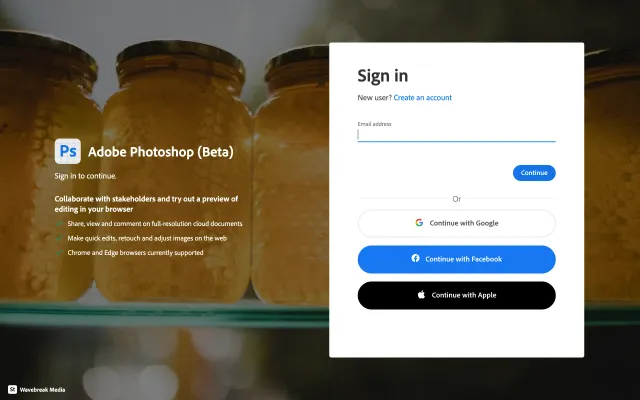 Ps Adobe Photoshop (Beta)
Sign in to continue.
Collaborate with stakeholders and try out a preview of
editing in your browser
Share, view and comment on full-resolution cloud documents
Make quick edits, retouch and adjust images on the web
Chrome and Edge browsers currently supported
Sign in
New user? Create an account
Email address
Continue
Or
Continue with Google
Continue with Facebook
Continue with Apple
St Wavebreak Media